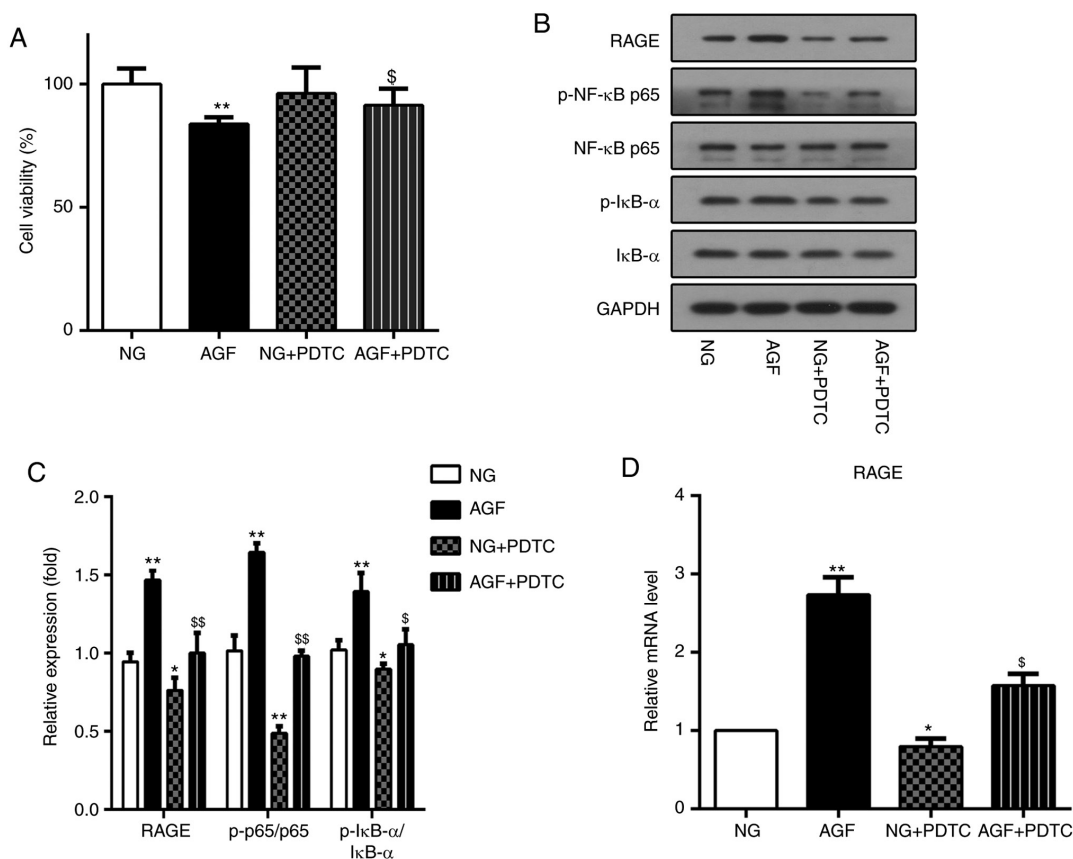 A
Cell viability (%)
100
50
0
**
$
NG
AGF
NG+PDTC
AGF+PDTC
B
RAGE
p-NF-κB p65
NF-κB p65
p-IκB-α
IκB-α
GAPDH
NG
AGF
NG+PDTC
AGF+PDTC
C
NG
AGF
NG+PDTC
AGF+PDTC
Relative expression (fold)
2.0
1.5
1.0
0.5
0.0
**
*
$$
**
**
$$
**
*
$
RAGE
p-p65/p65
p-IκB-α/
IκB-α
D
RAGE
Relative mRNA level
4
3
2
1
0
**
*
$
NG
AGF
NG+PDTC
AGF+PDTC